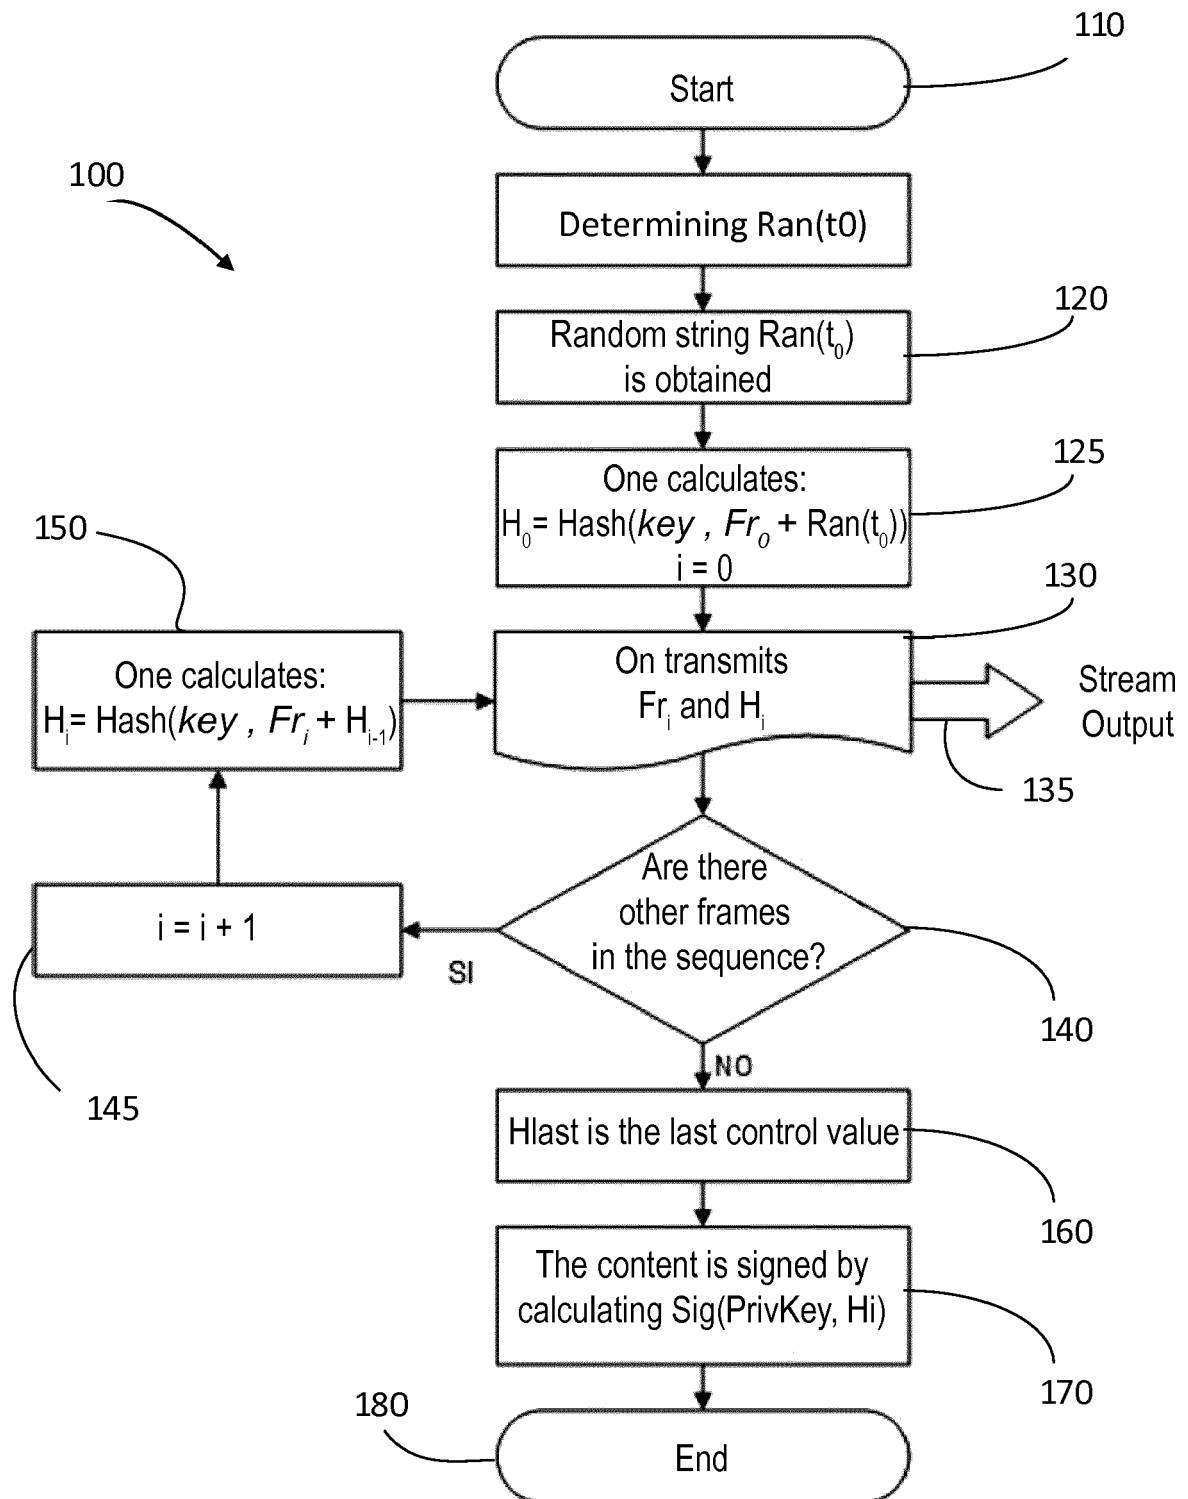 110
Start
100
Determining Ran(t0)
120
Random string Ran(t₀)
is obtained
125
One calculates:
H₀= Hash(key , Fr₀ + Ran(t₀))
i = 0
150
130
One calculates:
Hᵢ= Hash(key , Frᵢ + Hᵢ₋₁)
On transmits
Frᵢ and Hᵢ
Stream
Output
135
Are there
other frames
in the sequence?
i = i + 1
SI
140
NO
145
Hlast is the last control value
160
The content is signed by
calculating Sig(PrivKey, Hi)
170
180
End